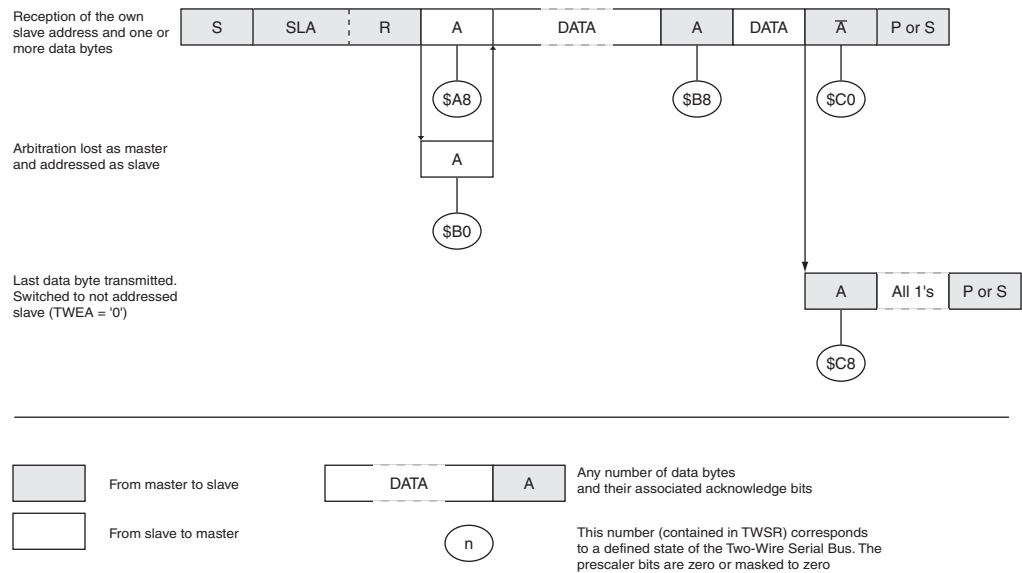 Reception of the own
slave address and one or
more data bytes
S SLA R A DATA A DATA A̅ P or S
$A8 $B8 $C0
Arbitration lost as master
and addressed as slave
A
$B0
Last data byte transmitted.
Switched to not addressed
slave (TWEA = '0')
A All 1's P or S
$C8
From master to slave
DATA A
Any number of data bytes
and their associated acknowledge bits
From slave to master
n
This number (contained in TWSR) corresponds
to a defined state of the Two-Wire Serial Bus. The
prescaler bits are zero or masked to zero